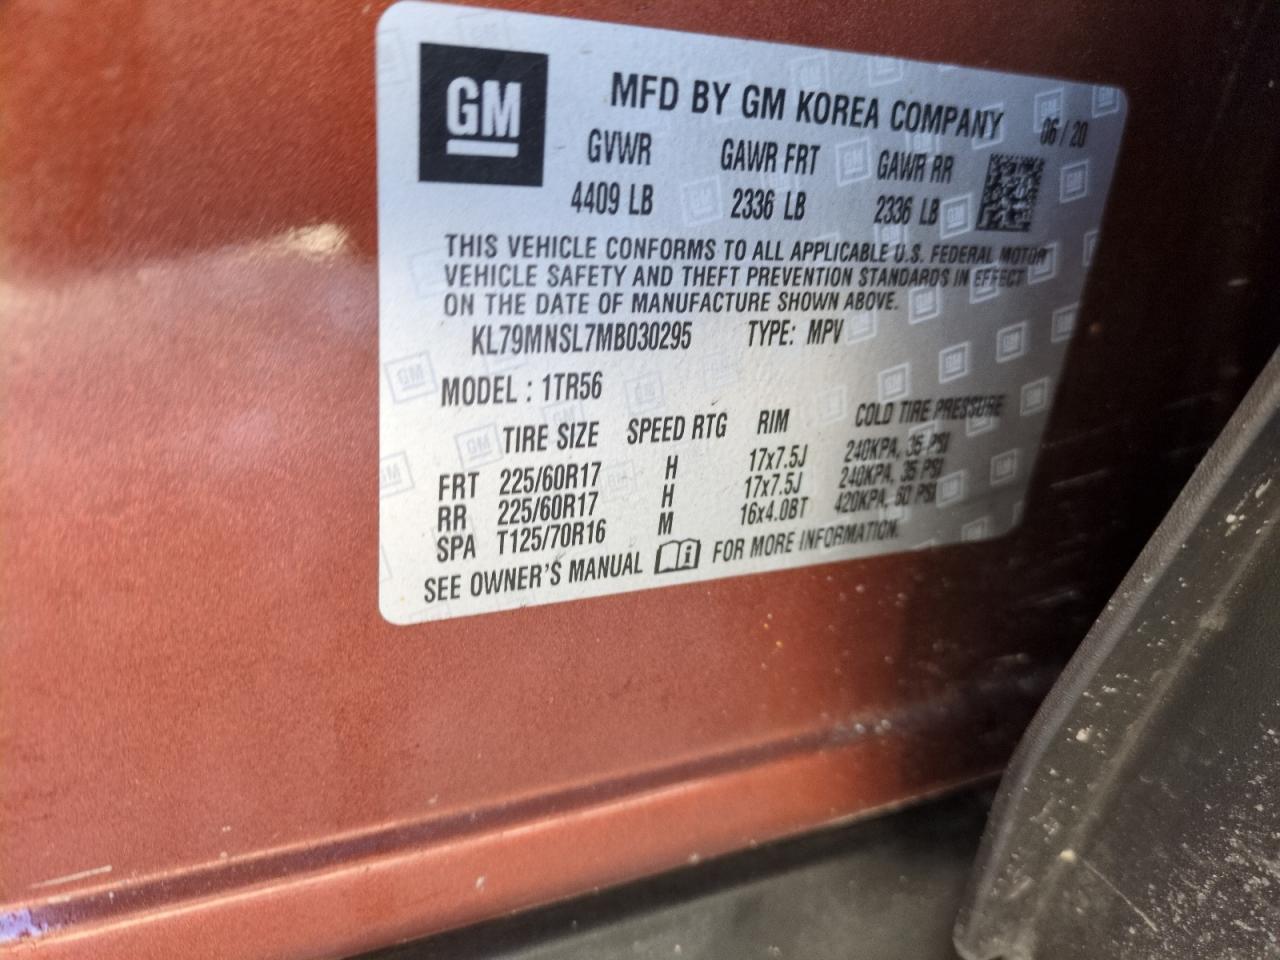 GM
MFD BY GM KOREA COMPANY
06/20
GVWR GAWR FRT GAWR RR
4409 LB 2336 LB 2336 LB
THIS VEHICLE CONFORMS TO ALL APPLICABLE U.S. FEDERAL MOTOR
VEHICLE SAFETY AND THEFT PREVENTION STANDARDS IN EFFECT
ON THE DATE OF MANUFACTURE SHOWN ABOVE.
KL79MNSL7MB030295 TYPE: MPV
MODEL : 1TR56
TIRE SIZE SPEED RTG RIM COLD TIRE PRESSURE
FRT 225/60R17 H 17x7.5J 240KPA, 35 PSI
RR 225/60R17 H 17x7.5J 240KPA, 35 PSI
SPA T125/70R16 M 16x4.0BT 420KPA, 60 PSI
SEE OWNER'S MANUAL FOR MORE INFORMATION.